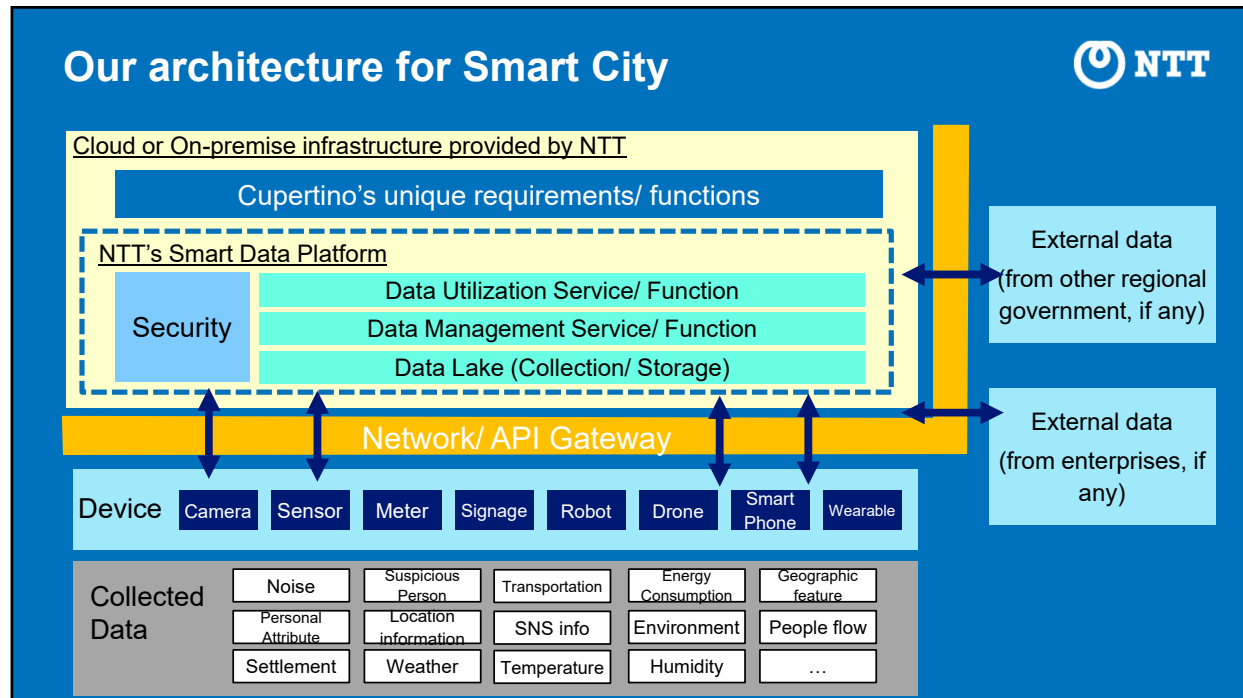 Our architecture for Smart City
NTT
Cloud or On-premise infrastructure provided by NTT
Cupertino’s unique requirements/ functions
NTT’s Smart Data Platform
Security
Data Utilization Service/ Function
Data Management Service/ Function
Data Lake (Collection/ Storage)
External data
(from other regional
government, if any)
External data
(from enterprises, if
any)
Network/ API Gateway
Device
Camera
Sensor
Meter
Signage
Robot
Drone
Smart
Phone
Wearable
Collected
Data
Noise
Suspicious
Person
Transportation
Energy
Consumption
Geographic
feature
Personal
Attribute
Location
information
SNS info
Environment
People flow
Settlement
Weather
Temperature
Humidity
…